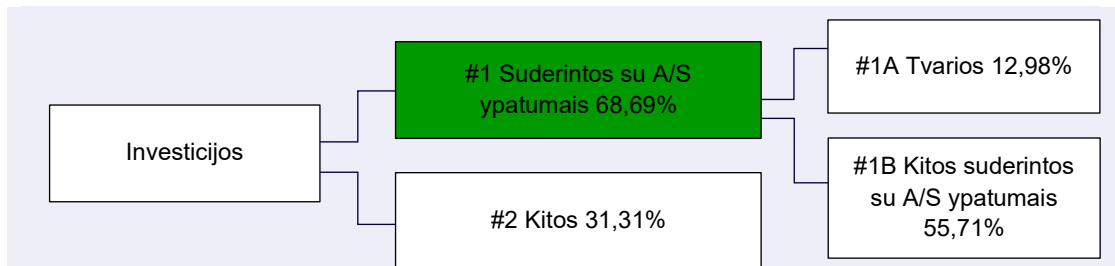 Investicijos
#1 Suderintos su A/S
ypatumais 68,69%
#2 Kitos 31,31%
#1A Tvarios 12,98%
#1B Kitos suderintos
su A/S ypatumais
55,71%